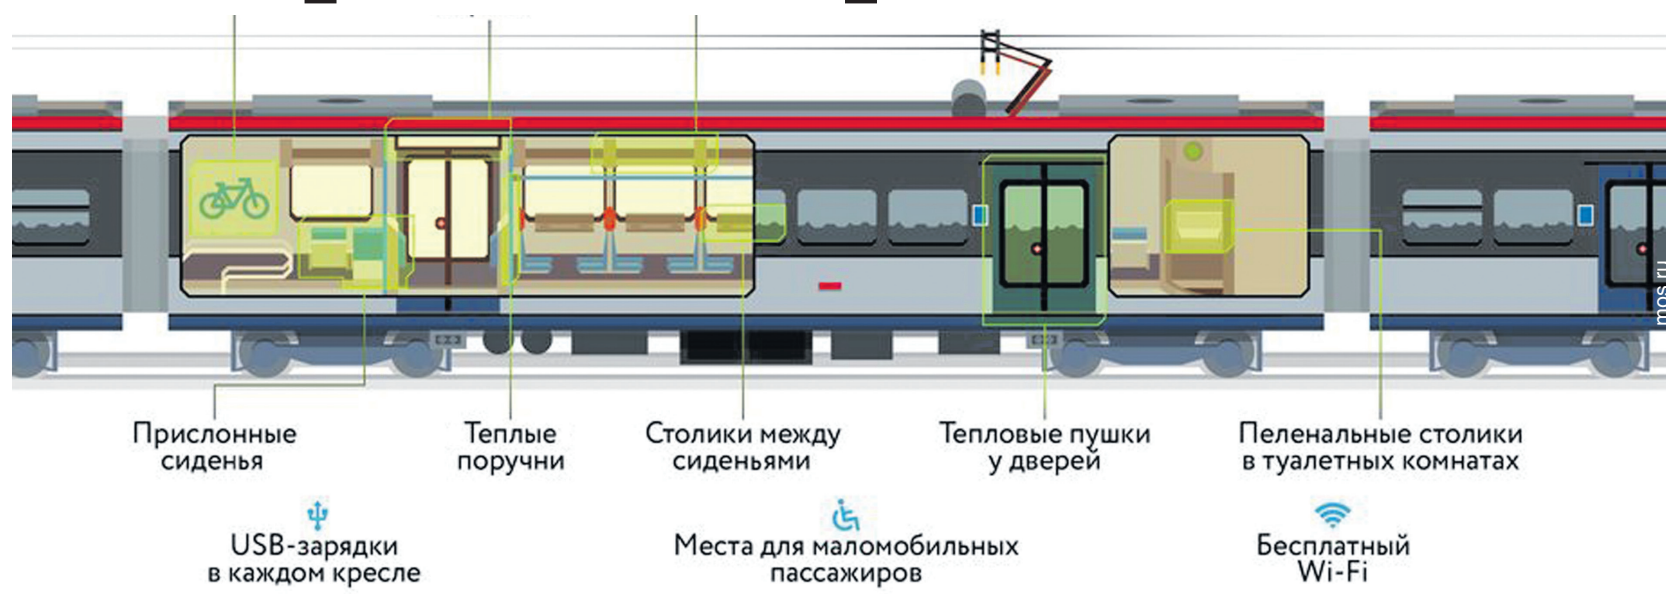 mos.ru
Прислонные
сиденья
Теплые
поручни
Столики между
сиденьями
Тепловые пушки
у дверей
Пеленальные столики
в туалетных комнатах
USB-зарядки
в каждом кресле
Места для маломобильных
пассажиров
Бесплатный
Wi-Fi